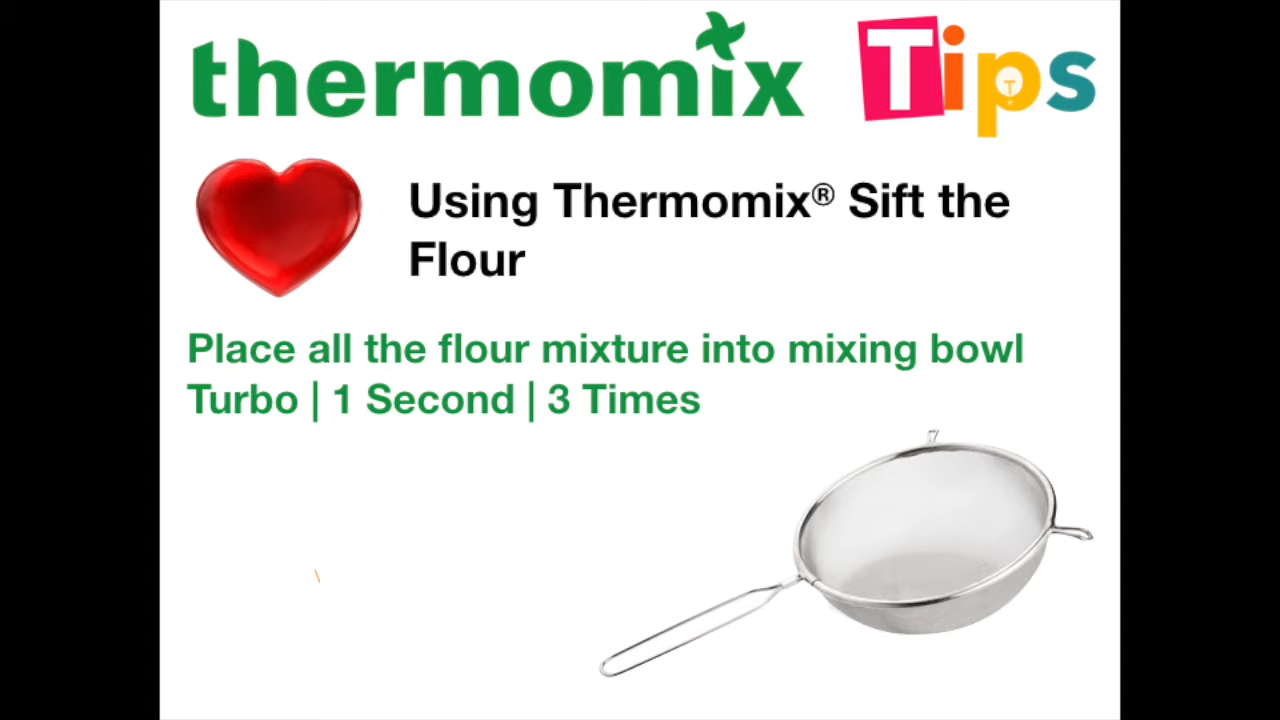 thermomix Tips
Using Thermomix® Sift the
Flour
Place all the flour mixture into mixing bowl
Turbo | 1 Second | 3 Times